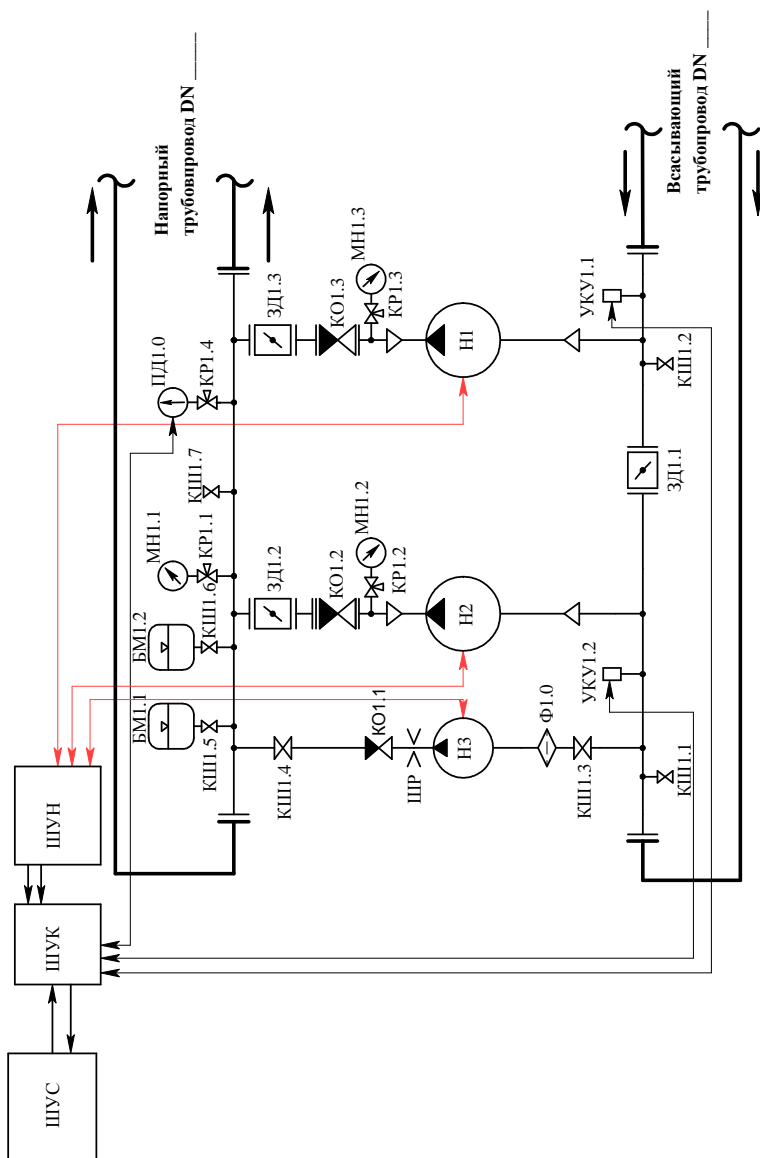 ШУС
ШУК
ШУН
БМ1.1
БМ1.2
МН1.1
ПД1.0
КШ1.5
КШ1.6
КР1.1
КШ1.7
КР1.4
Напорный
трубовпровод DN ____
КШ1.4
ЗД1.2
ЗД1.3
КО1.1
КО1.2
КО1.3
МН1.2
МН1.3
КР1.2
КР1.3
ШР
Н3
Н2
Н1
Ф1.0
КШ1.3
УКУ1.2
УКУ1.1
КШ1.1
ЗД1.1
КШ1.2
Всасывающий
трубопровод DN ____